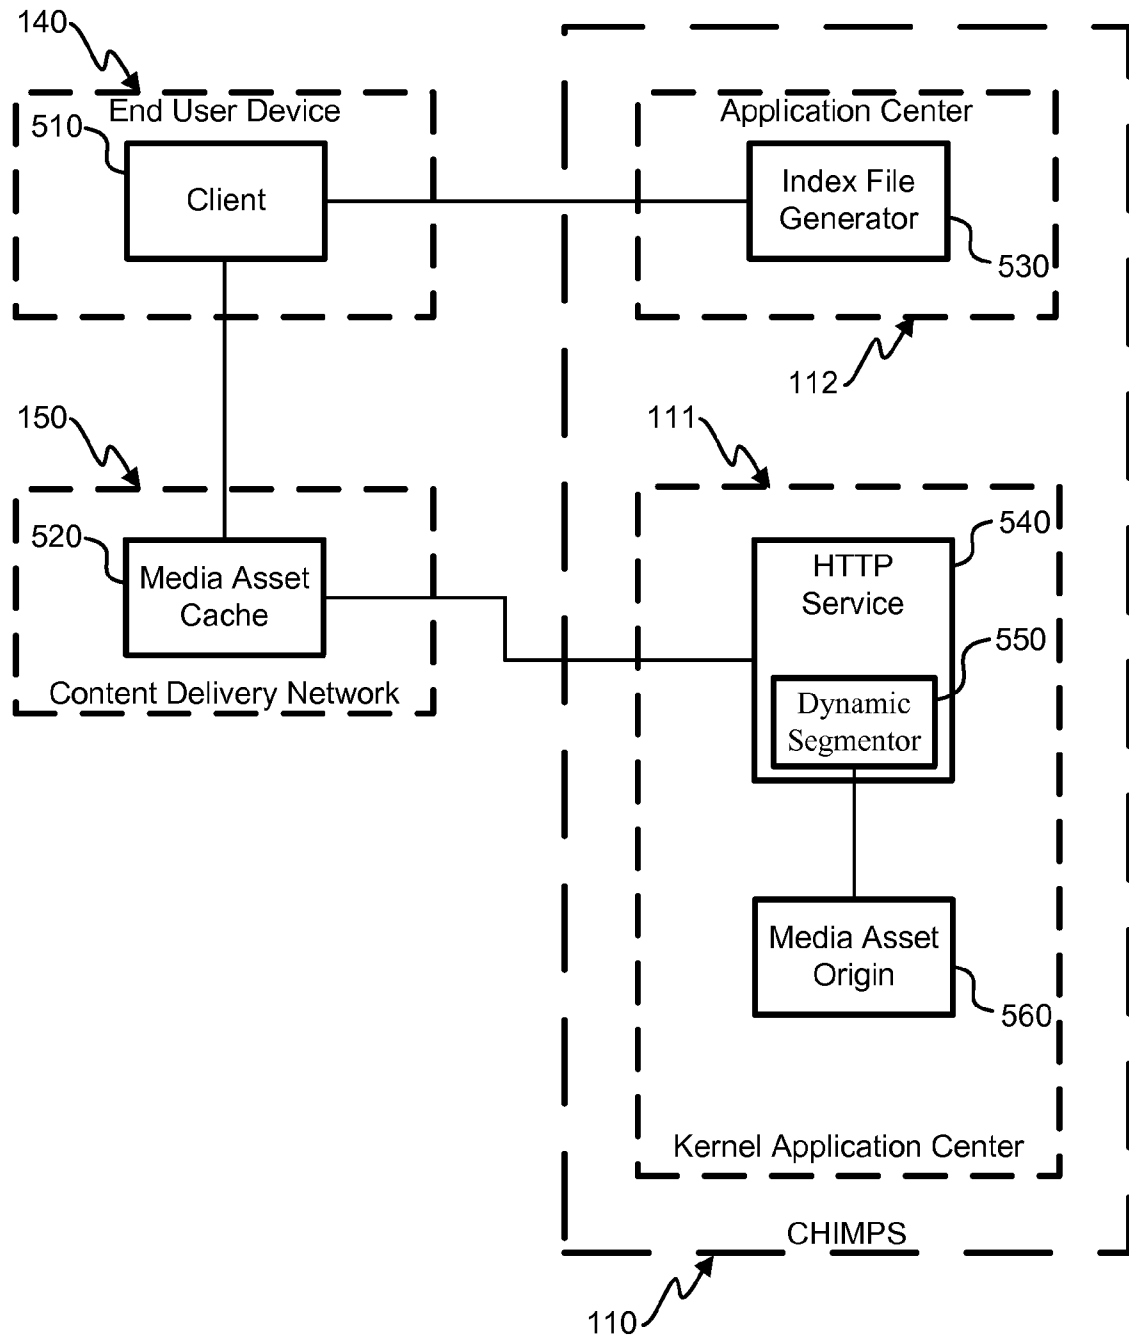 140
End User Device
510
Client
Application Center
Index File
Generator
530
112
150
520
Media Asset
Cache
Content Delivery Network
111
540
HTTP
Service
550
Dynamic
Segmentor
Media Asset
Origin
560
Kernel Application Center
CHIMPS
110